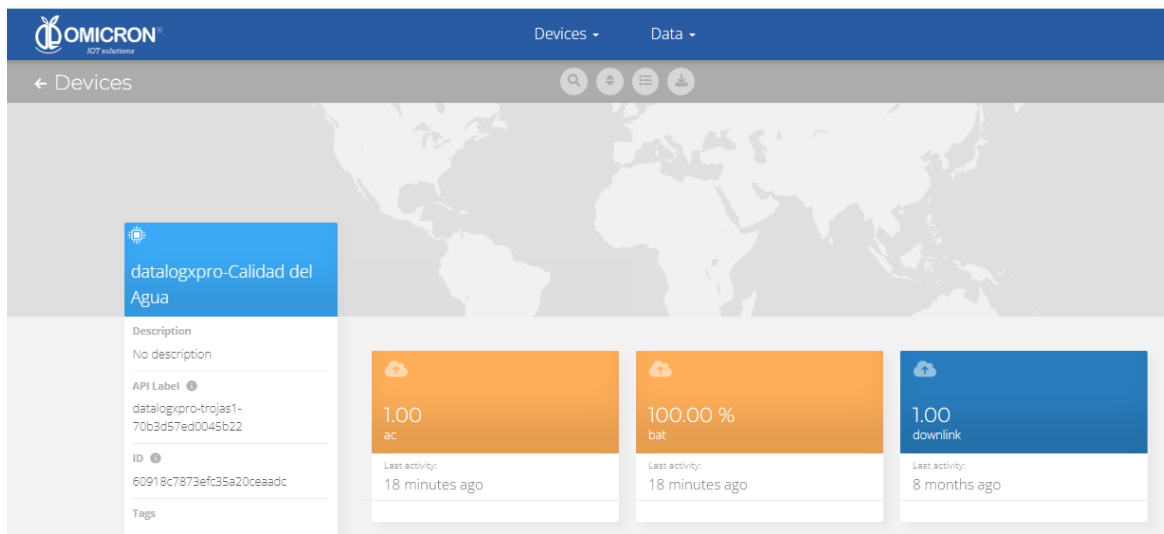 OMICRON®
IOT solutions
Devices
Data
← Devices
datalogxpro-Calidad del
Agua
Description
No description
API Label
datalogxpro-trojas1-
70b3d57ed0045b22
ID
60918c7873efc35a20ceaadc
Tags
1.00
ac
Last activity:
18 minutes ago
100.00 %
bat
Last activity:
18 minutes ago
1.00
downlink
Last activity:
8 months ago